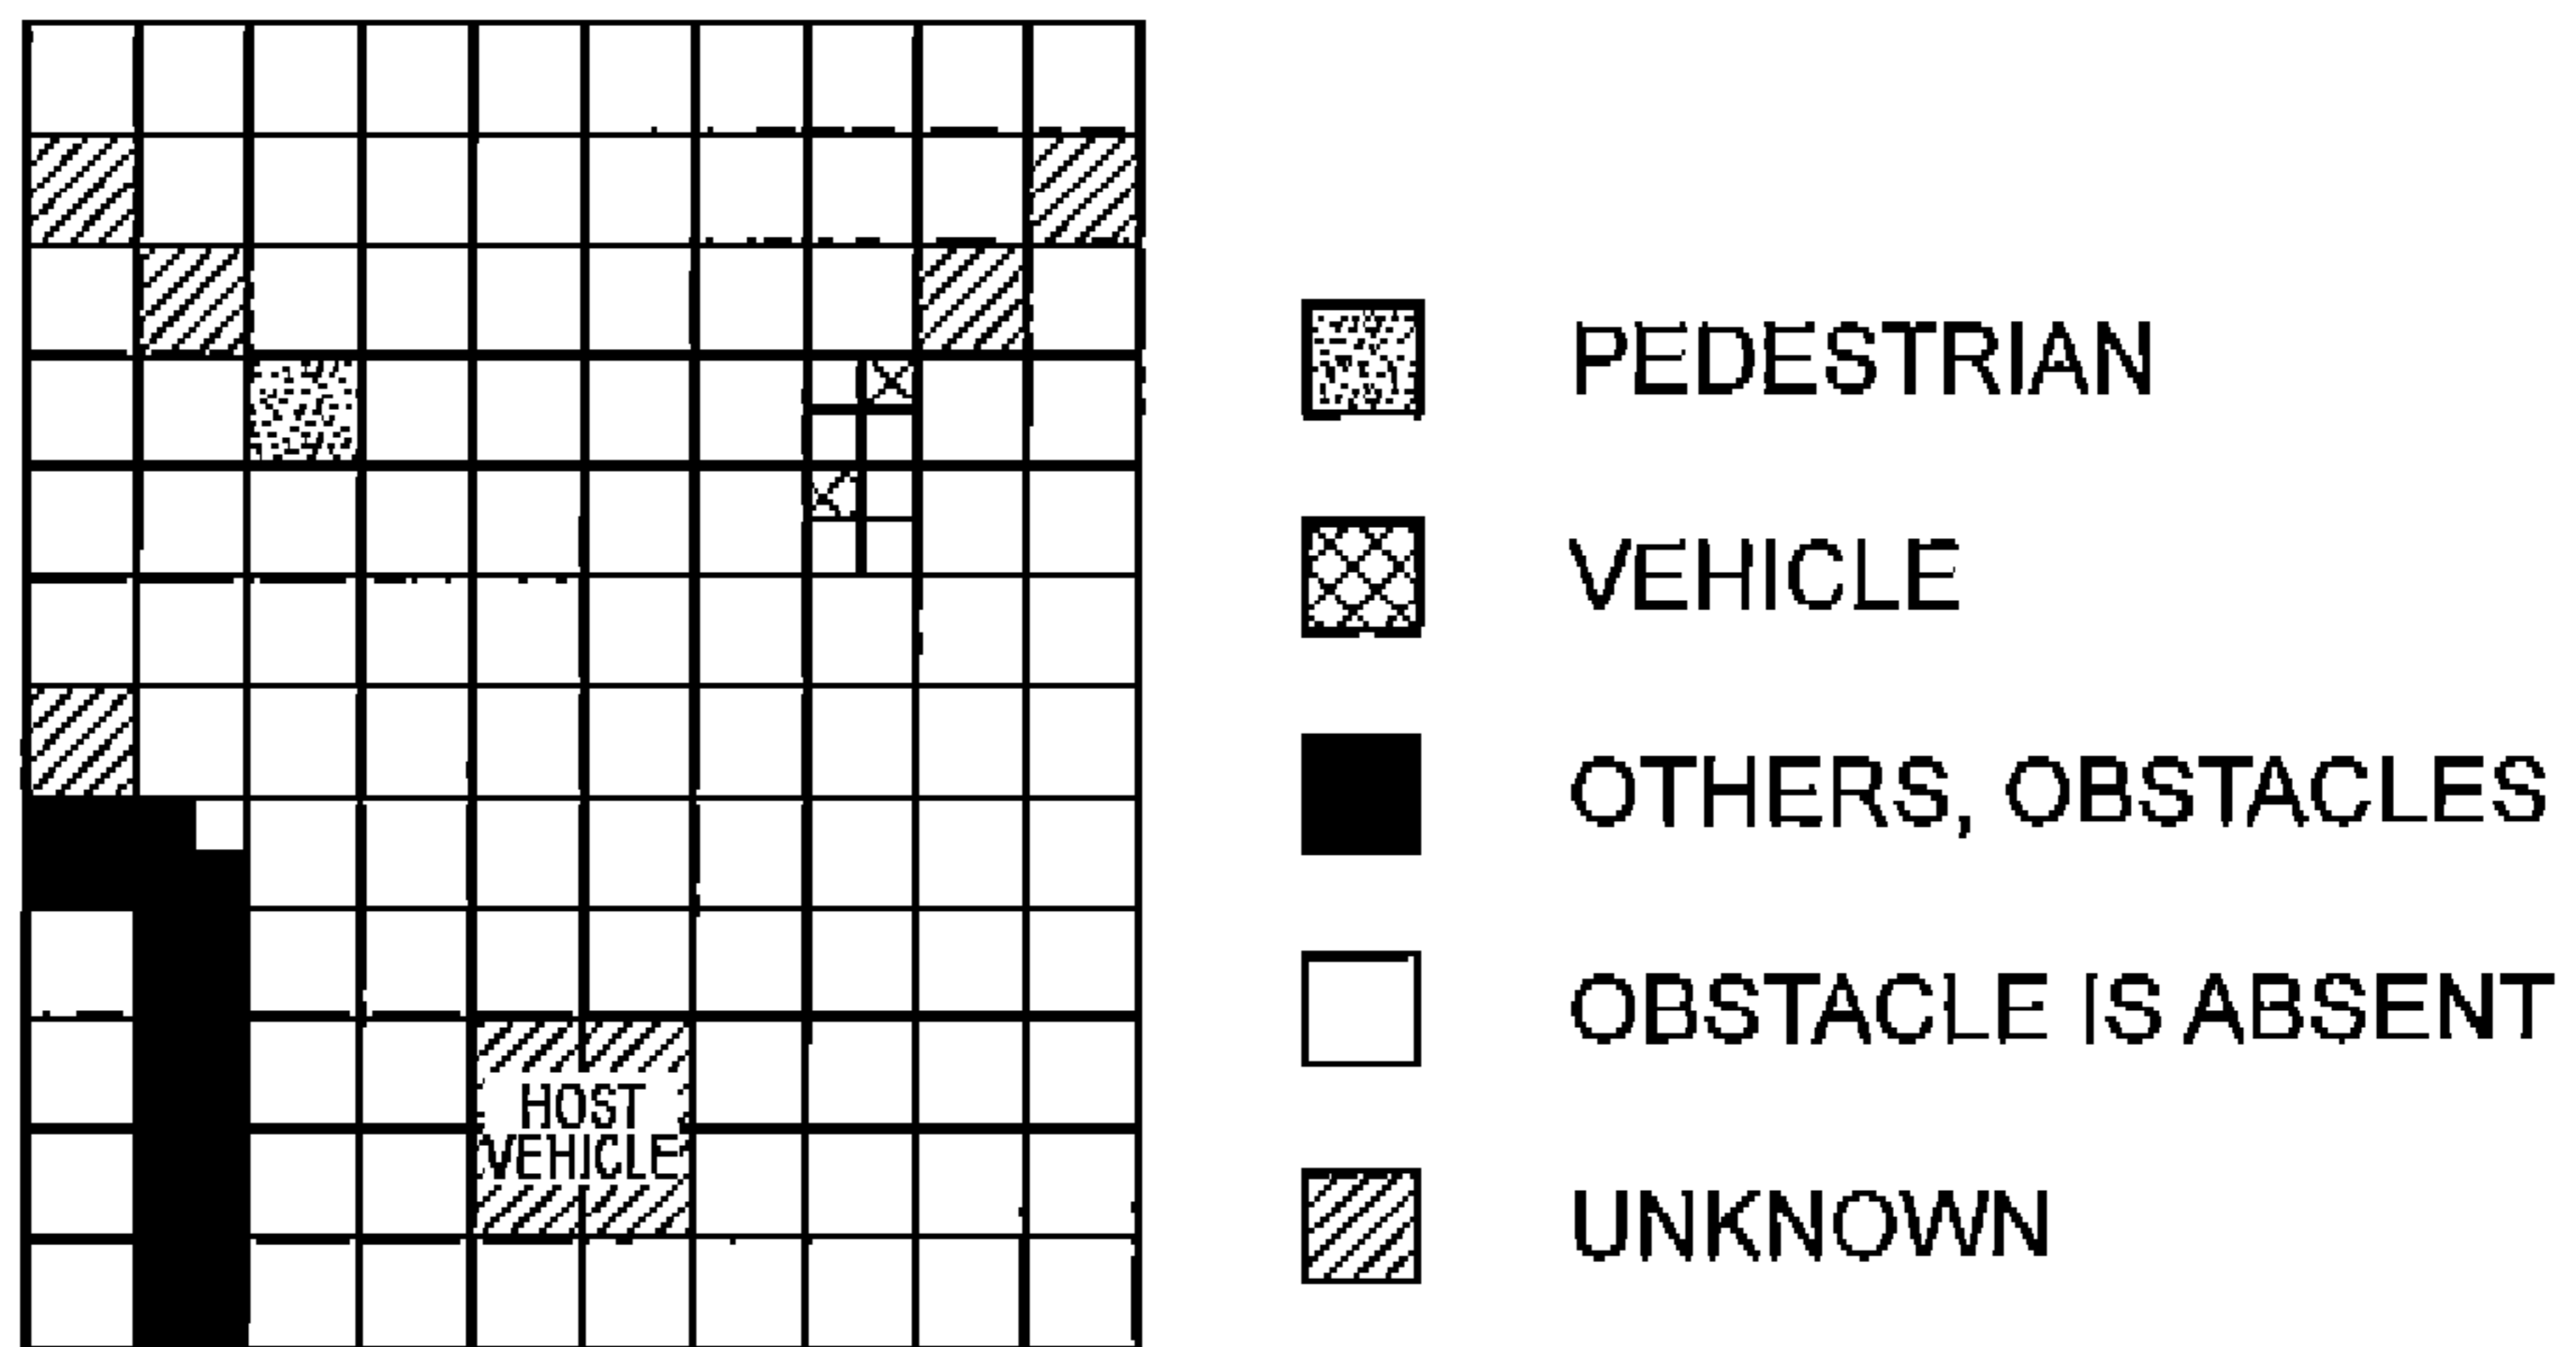 PEDESTRIAN
VEHICLE
OTHERS, OBSTACLES
OBSTACLE IS ABSENT
UNKNOWN
HOST
VEHICLE